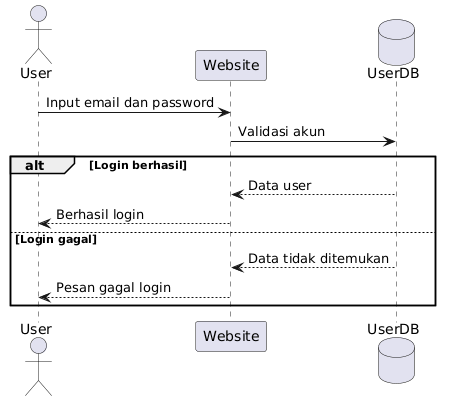 User
Website
UserDB
Input email dan password
Validasi akun
alt [Login berhasil]
Data user
Berhasil login
[Login gagal]
Data tidak ditemukan
Pesan gagal login
User
Website
UserDB